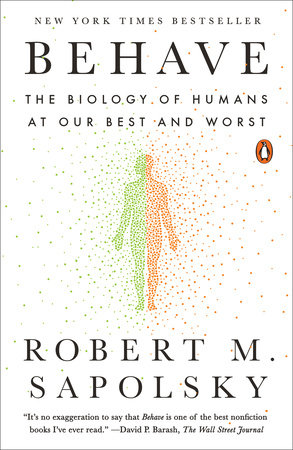 NEW YORK TIMES BESTSELLER
BEHAVE
THE BIOLOGY OF HUMANS
AT OUR BEST AND WORST
ROBERT M.
SAPOLSKY
“It’s no exaggeration to say that Behave is one of the best nonfiction
books I’ve ever read.” —David P. Barash, The Wall Street Journal